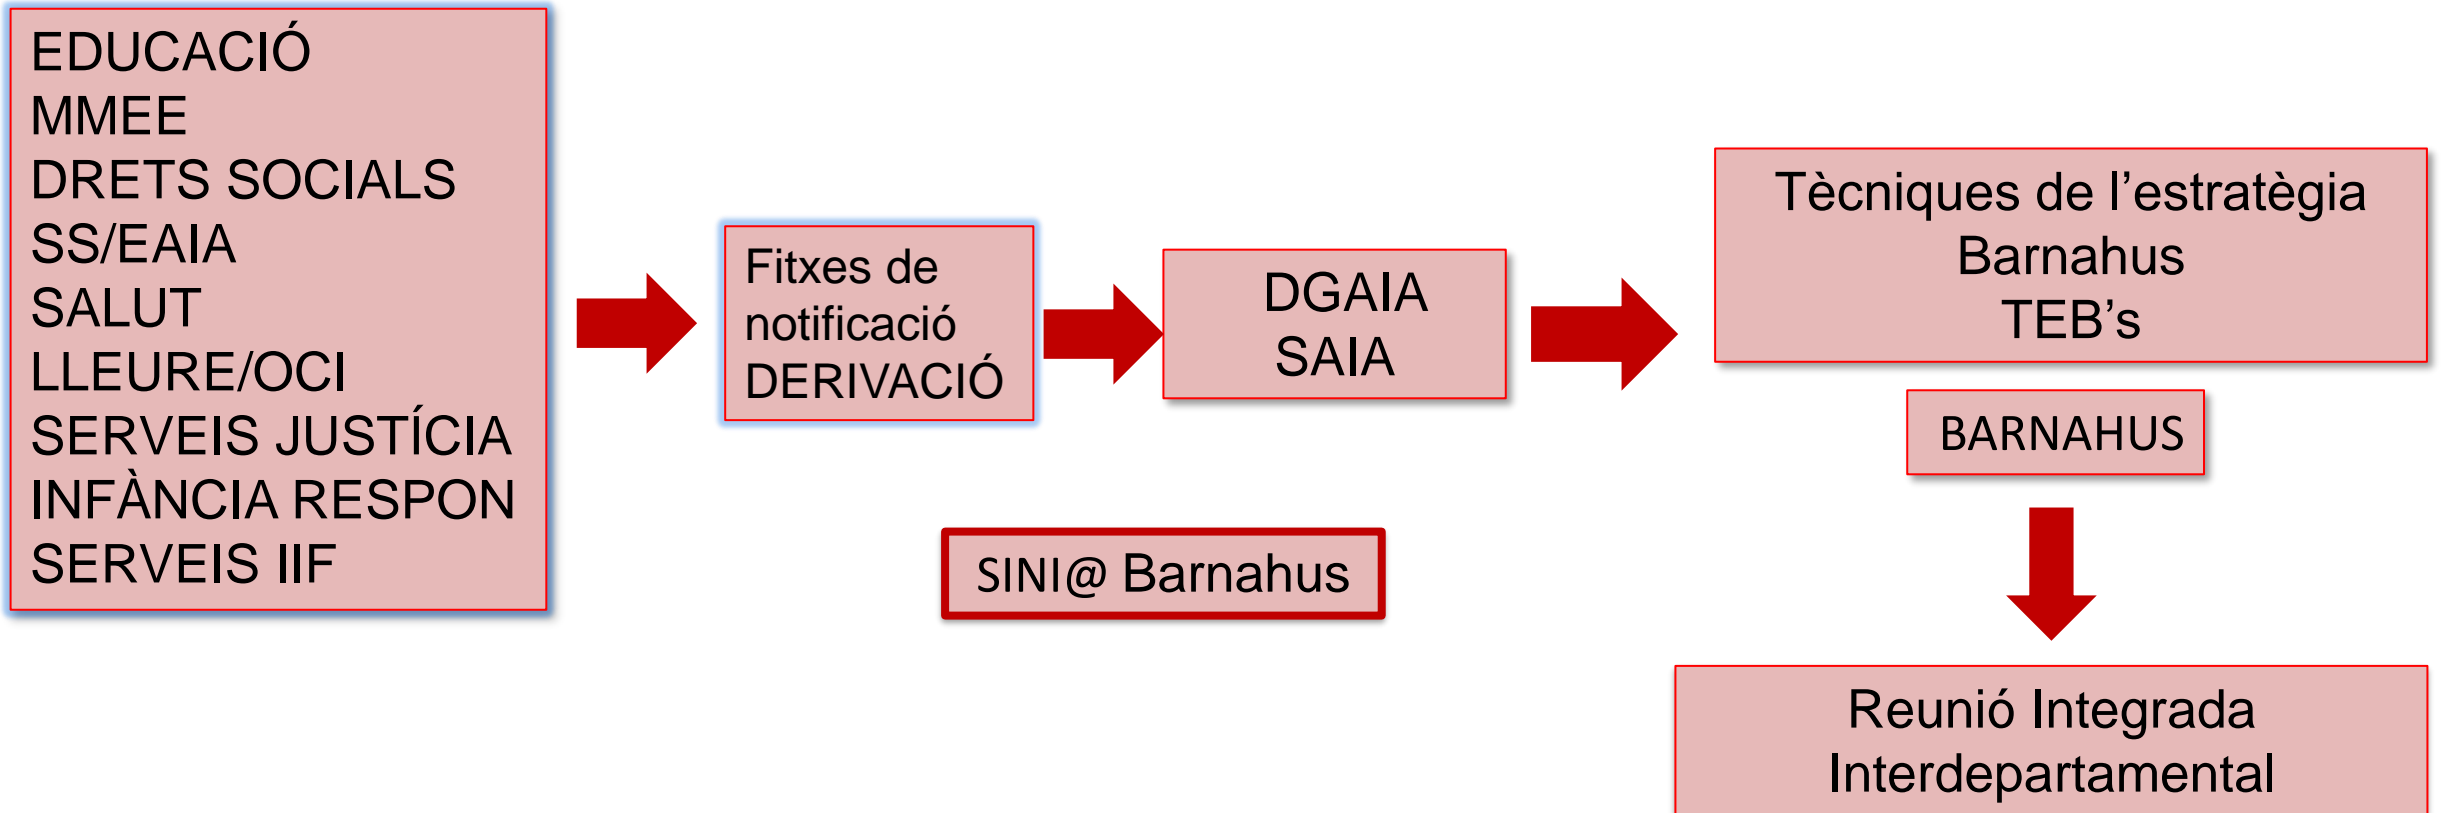 EDUCACIÓ
MMEE
DRETS SOCIALS
SS/EAIA
SALUT
LLEURE/OCI
SERVEIS JUSTÍCIA
INFÀNCIA RESPON
SERVEIS IIF
Fitxes de
notificació
DERIVACIÓ
DGAIA
SAIA
Tècniques de l’estratègia
Barnahus
TEB’s
BARNAHUS
SINI@ Barnahus
Reunió Integrada
Interdepartamental